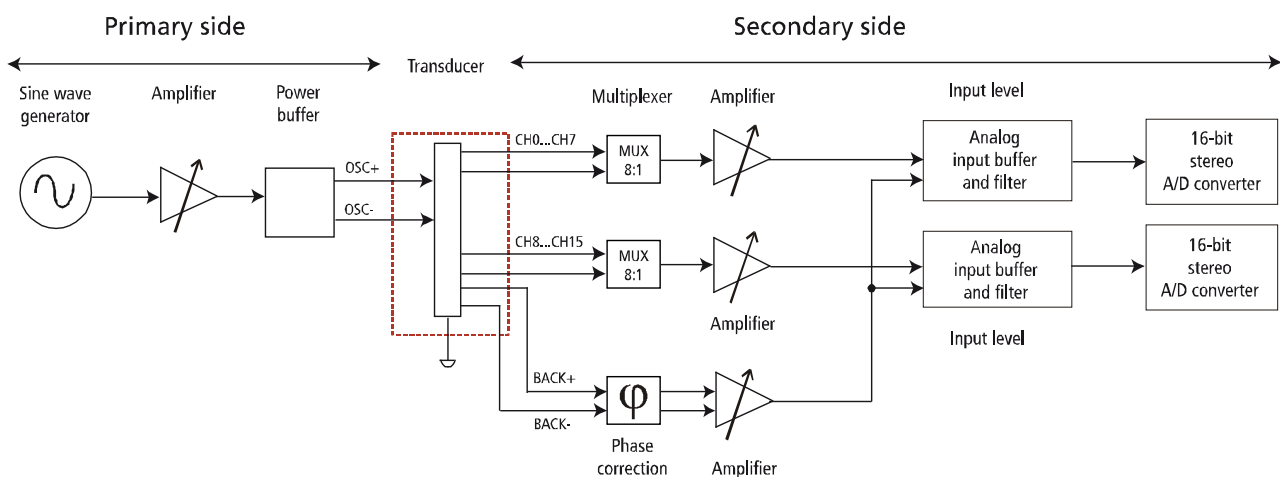 Primary side
Secondary side
Transducer
Sine wave
generator
Amplifier
Power
buffer
Multiplexer
Amplifier
Input level
OSC+
OSC-
CH0...CH7
MUX
8:1
Analog
input buffer
and filter
16-bit
stereo
A/D converter
CH8...CH15
MUX
8:1
Amplifier
Analog
input buffer
and filter
16-bit
stereo
A/D converter
Input level
BACK+
BACK-
φ
Phase
correction
Amplifier